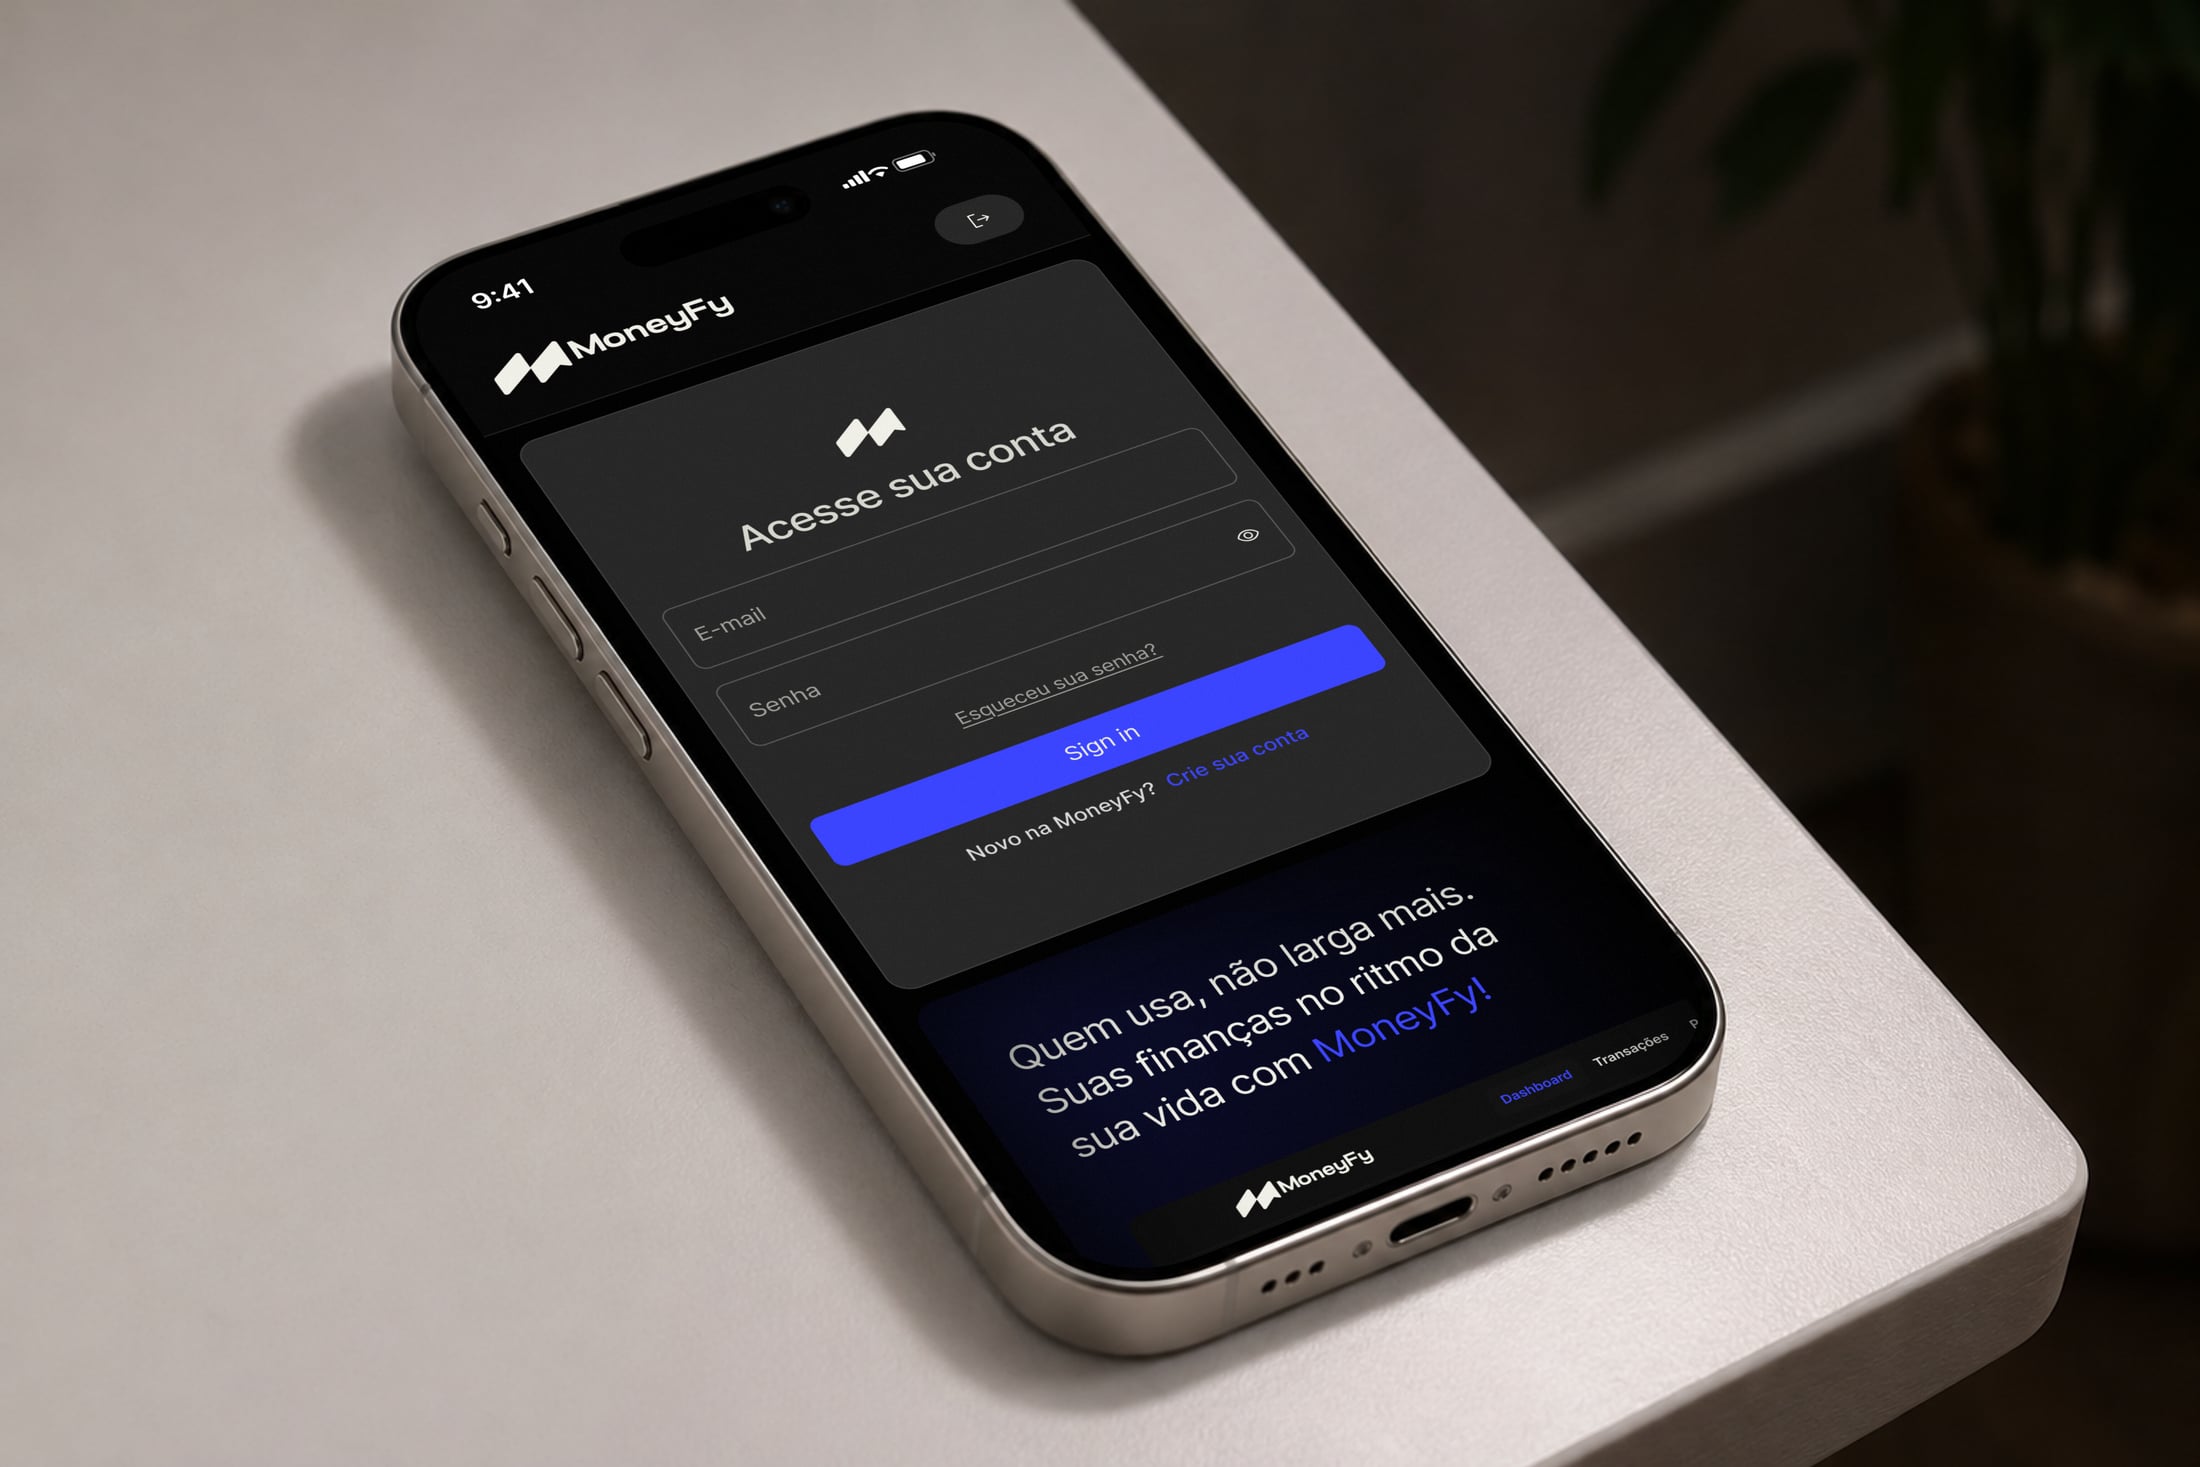 9:41
MoneyFy
Acesse sua conta
E-mail
Senha
Esqueceu sua senha?
Sign in
Novo na MoneyFy? Crie sua conta
Quem usa, não larga mais.
Suas finanças no ritmo da
sua vida com MoneyFy!
MoneyFy Dashboard Transações P